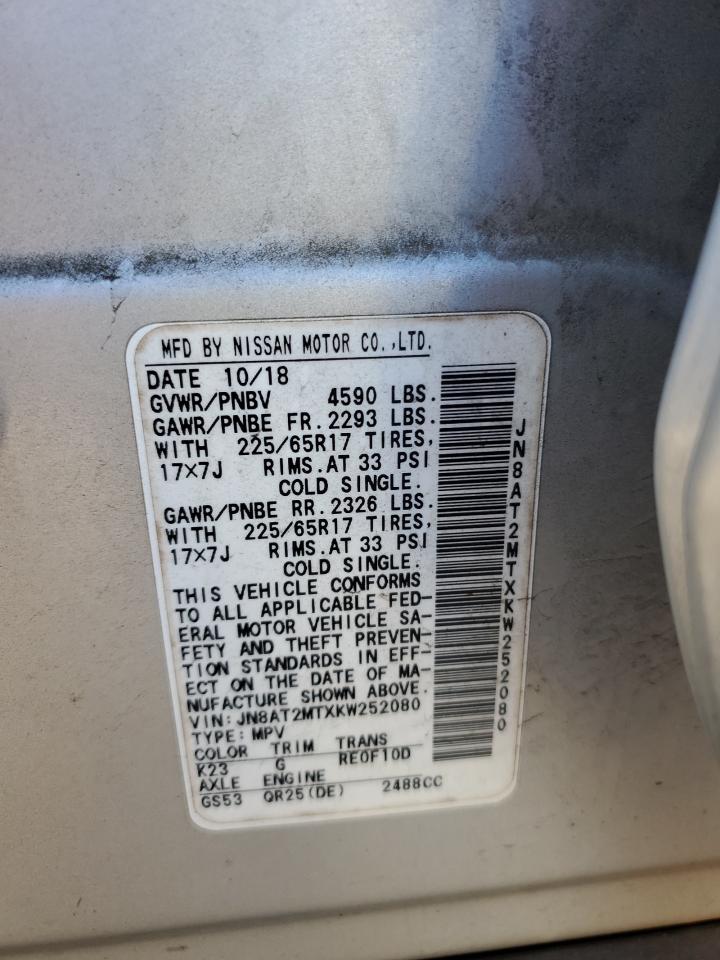 MFD BY NISSAN MOTOR CO.,LTD.
DATE 10/18
GVWR/PNBV 4590 LBS.
GAWR/PNBE FR.2293 LBS.
WITH 225/65R17 TIRES,
17×7J RIMS.AT 33 PSI
COLD SINGLE.
GAWR/PNBE RR.2326 LBS.
WITH 225/65R17 TIRES,
17×7J RIMS.AT 33 PSI
COLD SINGLE.
THIS VEHICLE CONFORMS
TO ALL APPLICABLE FED-
ERAL MOTOR VEHICLE SA-
FETY AND THEFT PREVEN-
TION STANDARDS IN EFF-
ECT ON THE DATE OF MA-
NUFACTURE SHOWN ABOVE.
VIN:JN8AT2MTXKW252080
TYPE:MPV
COLOR TRIM TRANS
K23 G RE0F10D
AXLE ENGINE
GS53 QR25(DE) 2488CC
JN8AT2MTXKW252080